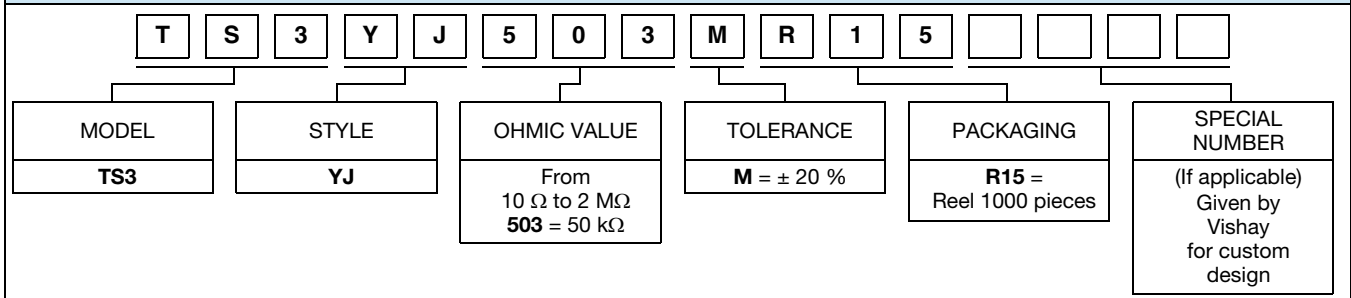 T S 3 Y J 5 0 3 M R 1 5
MODEL
TS3
STYLE
YJ
OHMIC VALUE
From
10 Ω to 2 MΩ
503 = 50 kΩ
TOLERANCE
M = ± 20 %
PACKAGING
R15 =
Reel 1000 pieces
SPECIAL
NUMBER
(If applicable)
Given by
Vishay
for custom
design